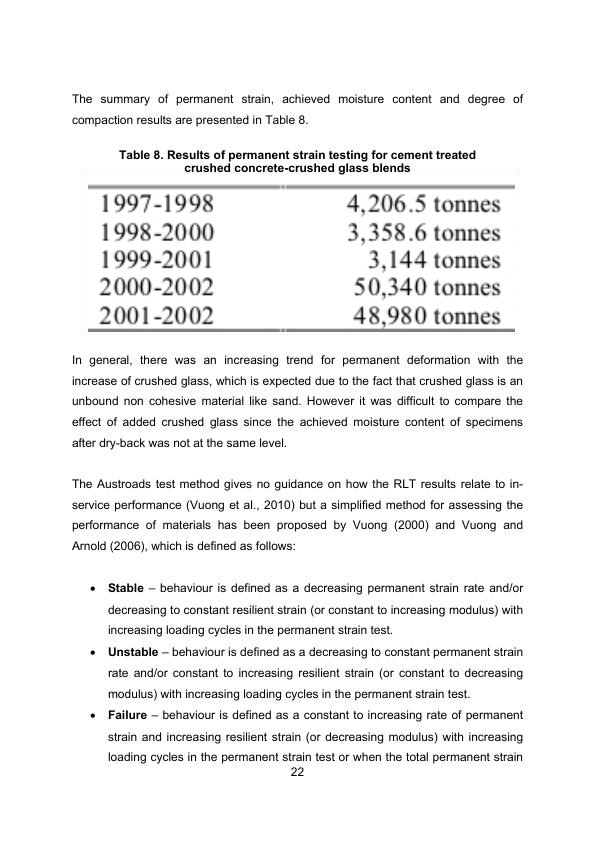 The summary of permanent strain, achieved moisture content and degree of
compaction results are presented in Table 8.
Table 8. Results of permanent strain testing for cement treated
crushed concrete-crushed glass blends
1997-1998 4,206.5 tonnes
1998-2000 3,358.6 tonnes
1999-2001 3,144 tonnes
2000-2002 50,340 tonnes
2001-2002 48,980 tonnes
In general, there was an increasing trend for permanent deformation with the
increase of crushed glass, which is expected due to the fact that crushed glass is an
unbound non cohesive material like sand. However it was difficult to compare the
effect of added crushed glass since the achieved moisture content of specimens
after dry-back was not at the same level.
The Austroads test method gives no guidance on how the RLT results relate to in-
service performance (Vuong et al., 2010) but a simplified method for assessing the
performance of materials has been proposed by Vuong (2000) and Vuong and
Arnold (2006), which is defined as follows:
• Stable – behaviour is defined as a decreasing permanent strain rate and/or
decreasing to constant resilient strain (or constant to increasing modulus) with
increasing loading cycles in the permanent strain test.
• Unstable – behaviour is defined as a decreasing to constant permanent strain
rate and/or constant to increasing resilient strain (or constant to decreasing
modulus) with increasing loading cycles in the permanent strain test.
• Failure – behaviour is defined as a constant to increasing rate of permanent
strain and increasing resilient strain (or decreasing modulus) with increasing
loading cycles in the permanent strain test or when the total permanent strain
22